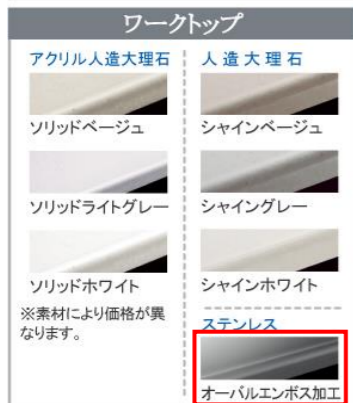 ワークトップ
アクリル人造大理石
ソリッドベージュ
ソリッドライトグレー
ソリッドホワイト
※素材により価格が異
なります。
人造大理石
シャインベージュ
シャイングレー
シャインホワイト
ステンレス
オーバルエンボス加工